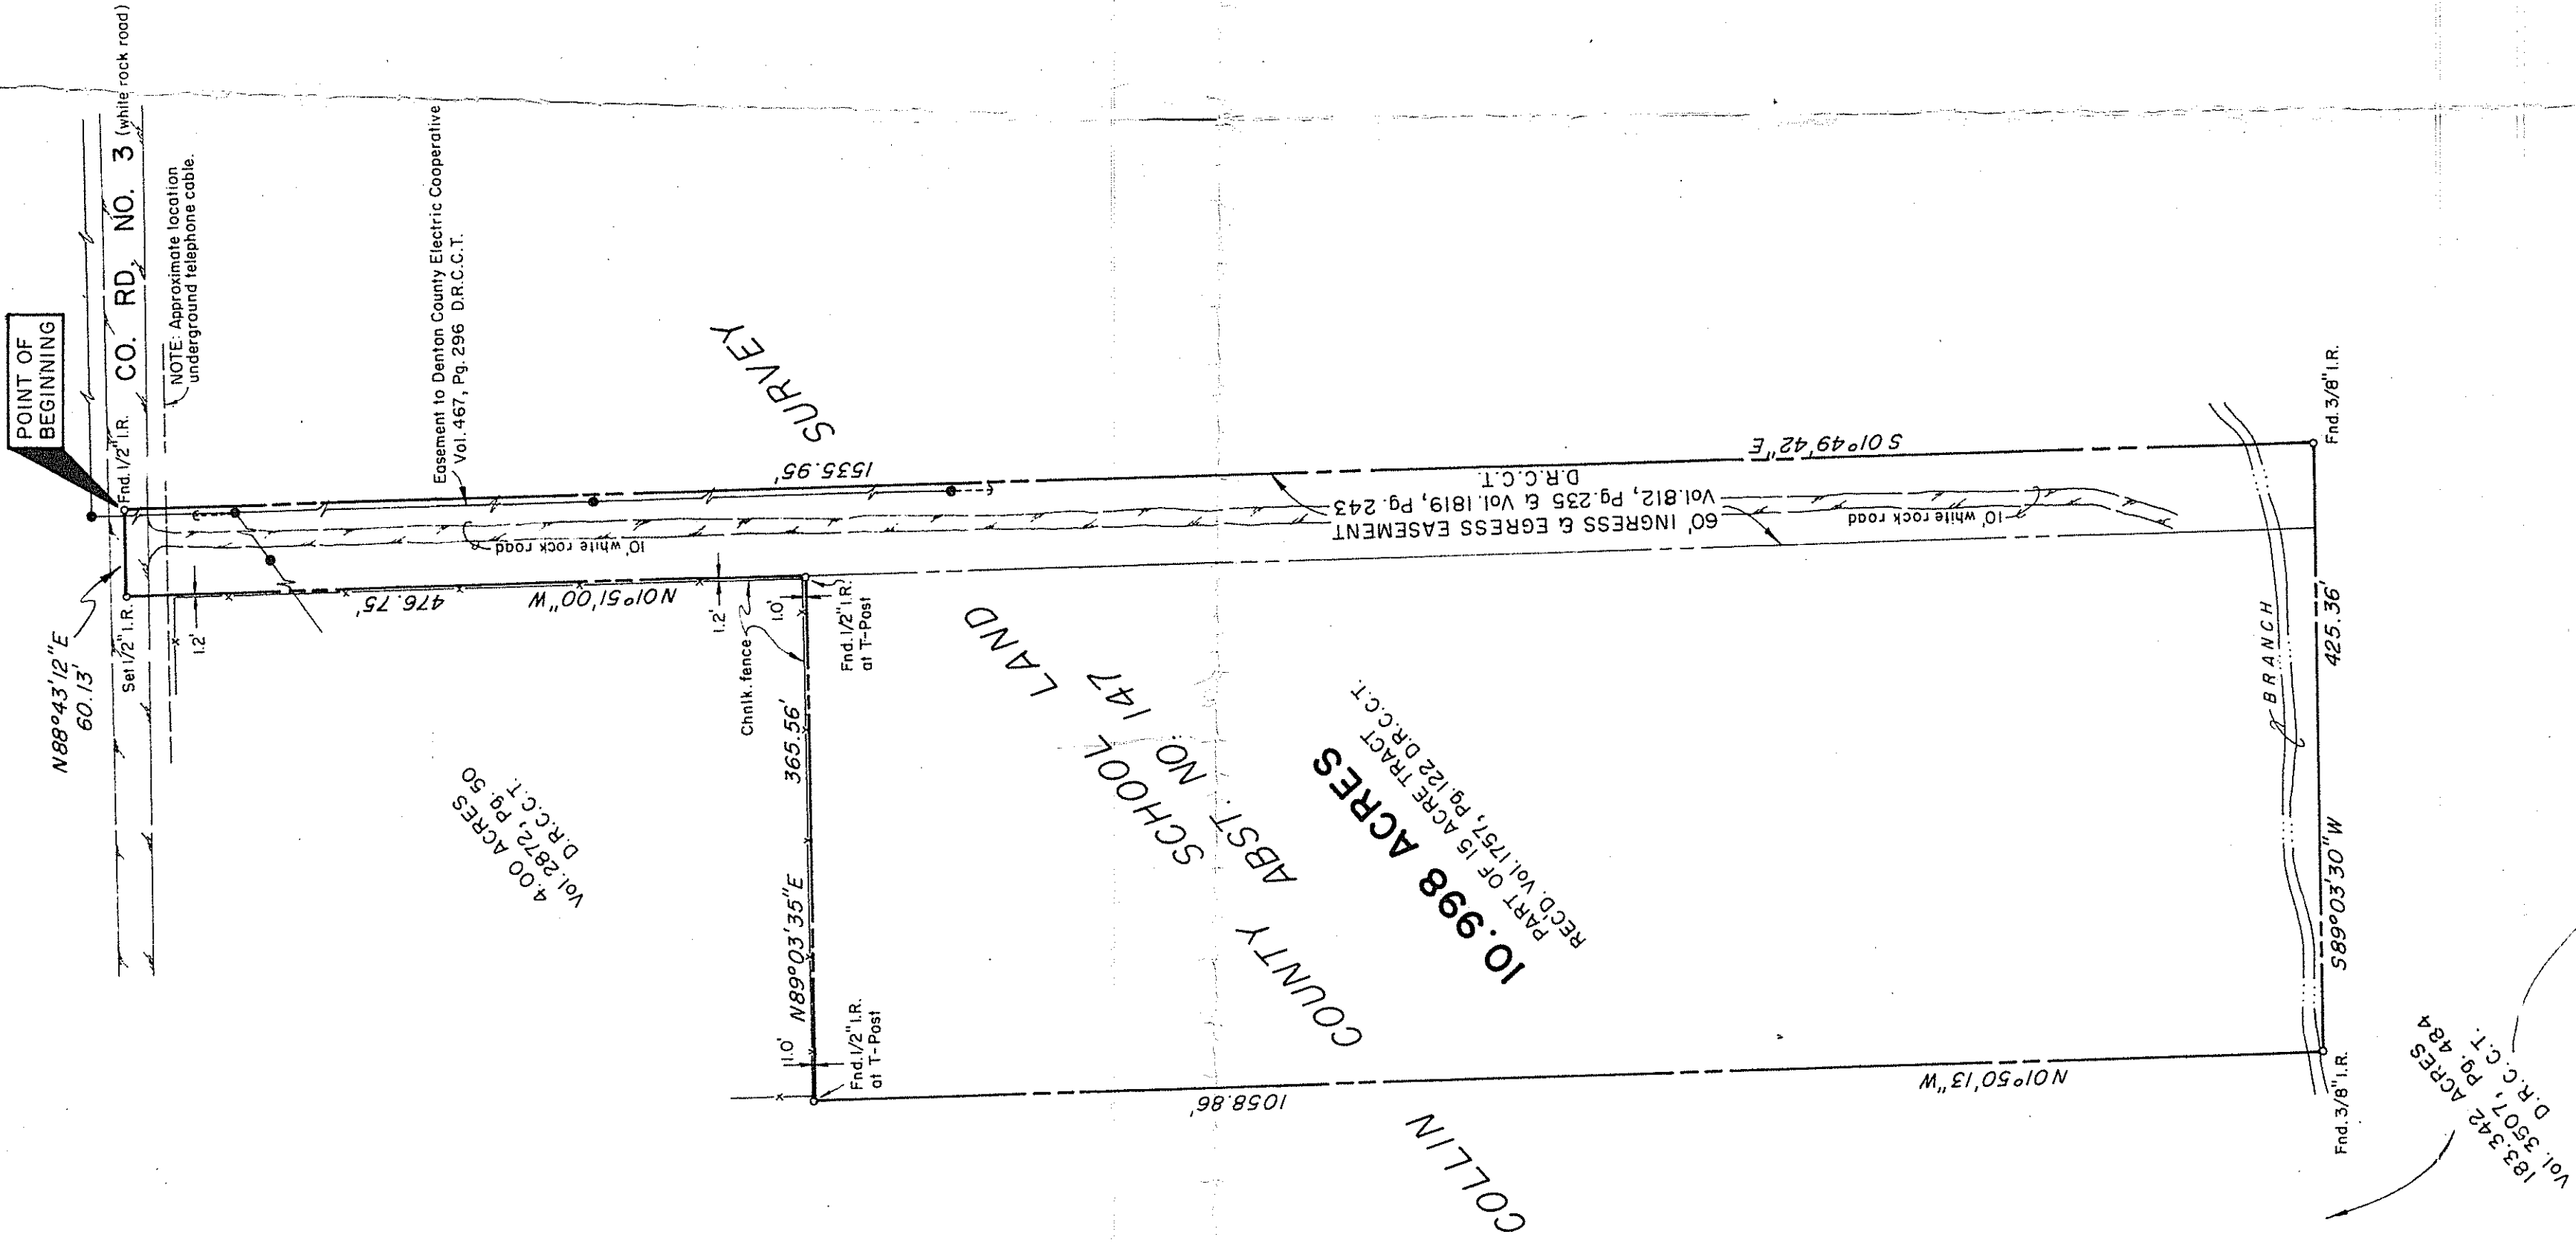 POINT OF
BEGINNING
CO. RD. NO. 3 (white rock road)
NOTE: Approximate location
underground telephone cable.
Fnd. 1/2" I.R.
N88°43'12"E
60.13'
Set 1/2" I.R.
1.2'
Easement to Denton County Electric Cooperative
Vol. 467, Pg. 296 D.R.C.C.T.
10' white rock road
476.75'
N01°51'00"W
1.2'
1.0'
Chnlk. fence
Fnd. 1/2" I.R.
at T-Post
4.00 ACRES
Vol. 2872, Pg. 50
D.R.C.C.T.
365.56'
N89°03'35"E
1.0'
Fnd. 1/2" I.R.
at T-Post
1535.95'
S01°49'42"E
60' INGRESS & EGRESS EASEMENT
Vol. 812, Pg. 235 & Vol. 1819, Pg. 243
D.R.C.C.T.
10' white rock road
COLLIN COUNTY SCHOOL LAND SURVEY
ABST. NO. 147
10.998 ACRES
PART OF 15 ACRE TRACT
REC'D. Vol. 1757, Pg. 122 D.R.C.C.T.
1058.86'
N01°50'13"W
BRANCH
Fnd. 3/8" I.R.
425.36'
S89°03'30"W
Fnd. 3/8" I.R.
183.342 ACRES
Vol. 3507, Pg. 484
D.R.C.C.T.